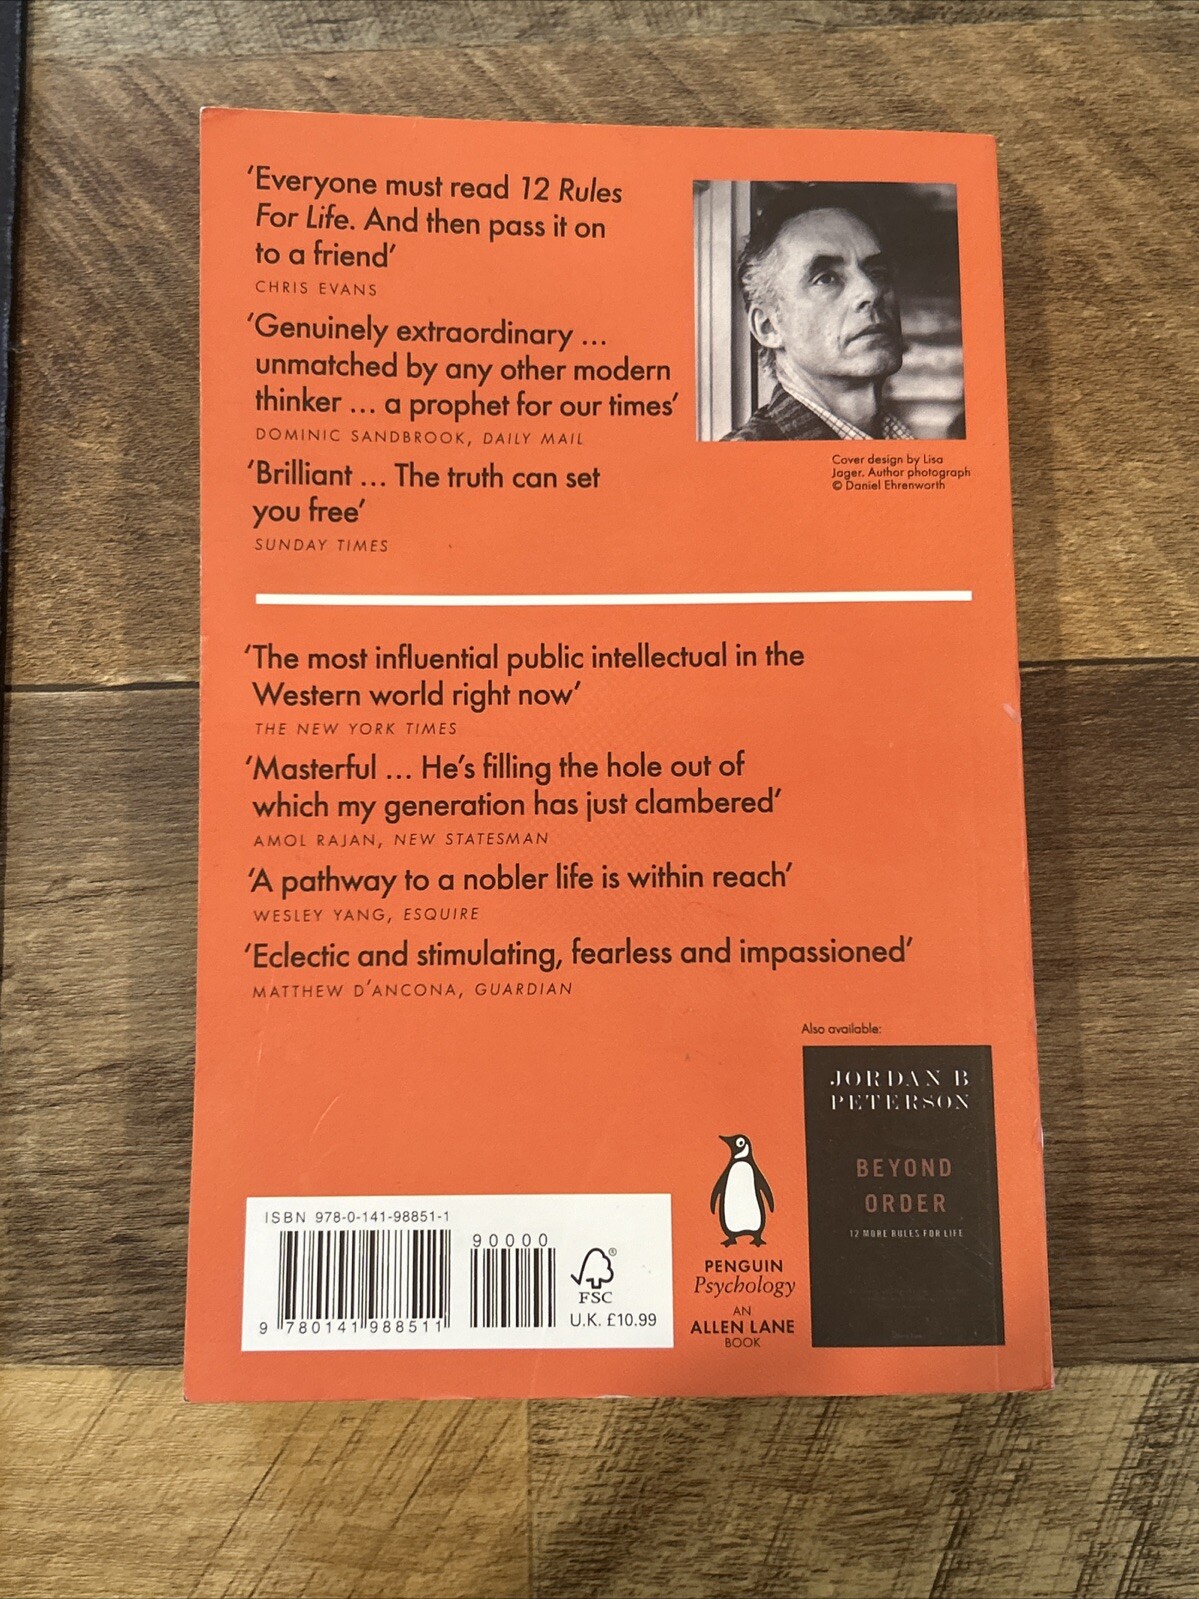 ‘Everyone must read 12 Rules
For Life. And then pass it on
to a friend’
CHRIS EVANS
‘Genuinely extraordinary ...
unmatched by any other modern
thinker ... a prophet for our times’
DOMINIC SANDBROOK, DAILY MAIL
‘Brilliant ... The truth can set
you free’
SUNDAY TIMES
Cover design by Lisa
Jager. Author photograph
© Daniel Ehrenworth
‘The most influential public intellectual in the
Western world right now’
THE NEW YORK TIMES
‘Masterful ... He’s filling the hole out of
which my generation has just clambered’
AMOL RAJAN, NEW STATESMAN
‘A pathway to a nobler life is within reach’
WESLEY YANG, ESQUIRE
‘Eclectic and stimulating, fearless and impassioned’
MATTHEW D’ANCONA, GUARDIAN
Also available:
JORDAN B
PETERSON
BEYOND
ORDER
12 MORE RULES FOR LIFE
PENGUIN
Psychology
AN
ALLEN LANE
BOOK
ISBN 978-0-141-98851-1
90000
9 780141 988511
FSC
®
U.K. £10.99